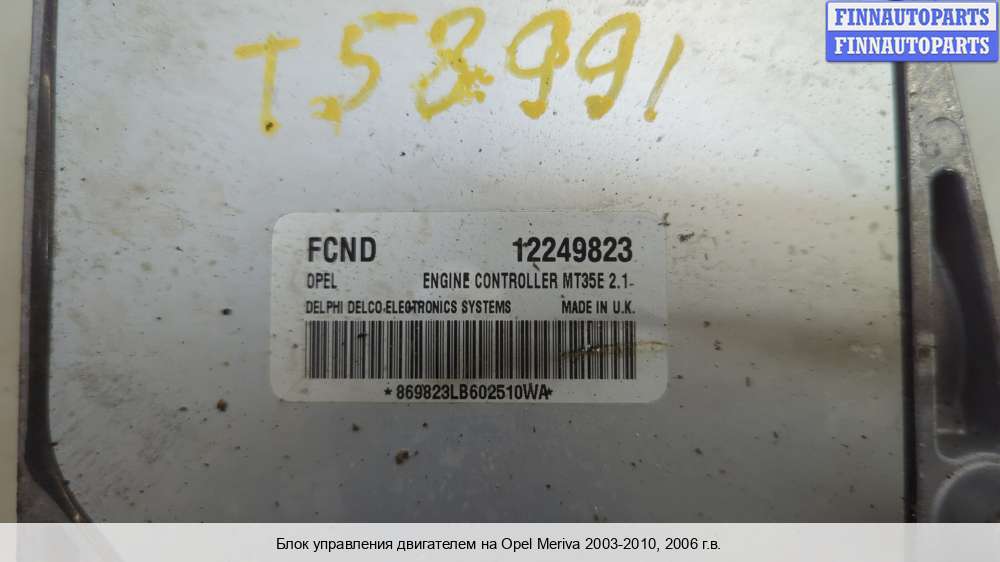 FINNAUTOPARTS
FINNAUTOPARTS
T58991
FCND 12249823
OPEL ENGINE CONTROLLER MT35E 2.1-
DELPHI DELCO ELECTRONICS SYSTEMS MADE IN U.K.
*869823LB602510WA*
Блок управления двигателем на Opel Meriva 2003-2010, 2006 г.в.